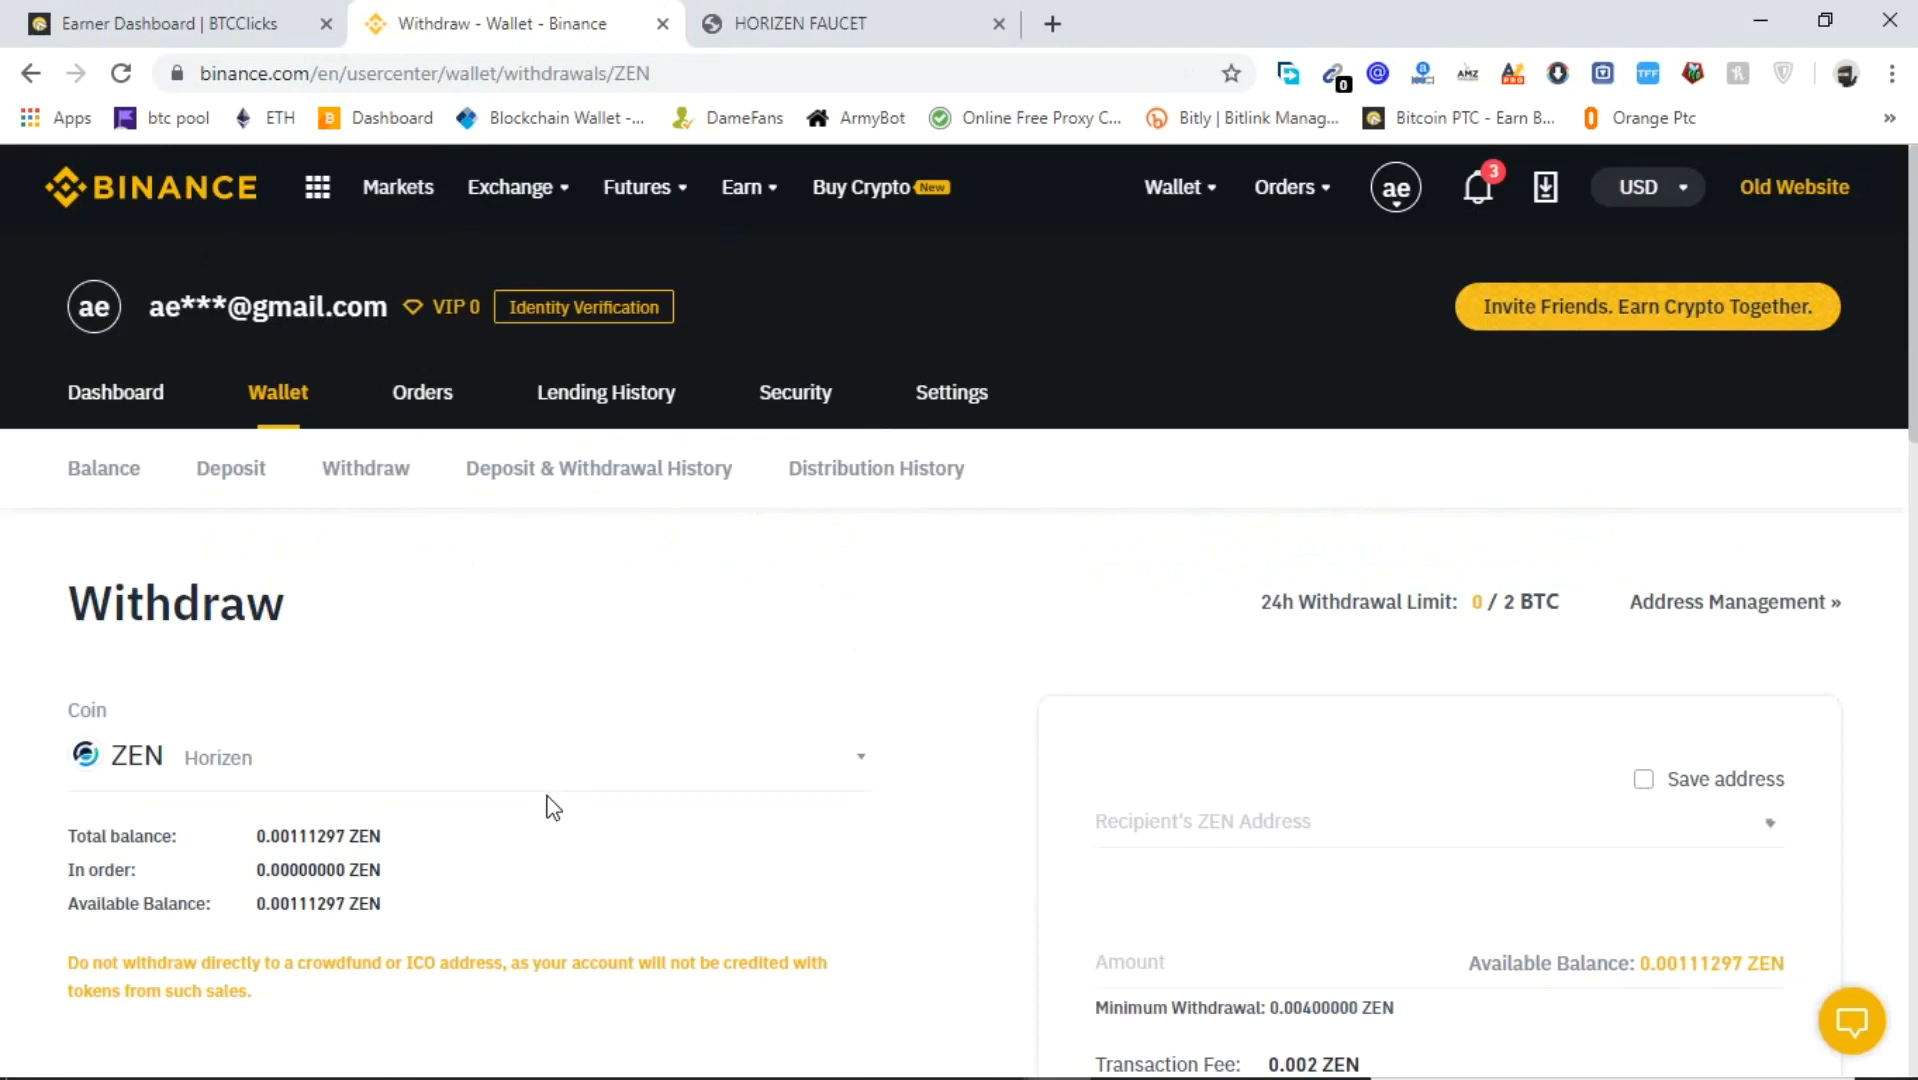 Earner Dashboard | BTCClicks
Withdraw - Wallet - Binance
HORIZEN FAUCET
binance.com/en/usercenter/wallet/withdrawals/ZEN
0
AMZ
TFF
Apps
btc pool
ETH
Dashboard
Blockchain Wallet -...
DameFans
ArmyBot
Online Free Proxy C...
Bitly | Bitlink Manag...
Bitcoin PTC - Earn B...
Orange Ptc
»
BINANCE
Markets
Exchange
Futures
Earn
Buy Crypto New
Wallet
Orders
ae
3
USD
Old Website
ae
ae***@gmail.com
VIP 0
Identity Verification
Invite Friends. Earn Crypto Together.
Dashboard
Wallet
Orders
Lending History
Security
Settings
Balance
Deposit
Withdraw
Deposit & Withdrawal History
Distribution History
Withdraw
24h Withdrawal Limit: 0 / 2 BTC
Address Management »
Coin
ZEN Horizen
Save address
Recipient's ZEN Address
Total balance: 0.00111297 ZEN
In order: 0.00000000 ZEN
Available Balance: 0.00111297 ZEN
Do not withdraw directly to a crowdfund or ICO address, as your account will not be credited with
tokens from such sales.
Amount
Available Balance: 0.00111297 ZEN
Minimum Withdrawal: 0.00400000 ZEN
Transaction Fee: 0.002 ZEN